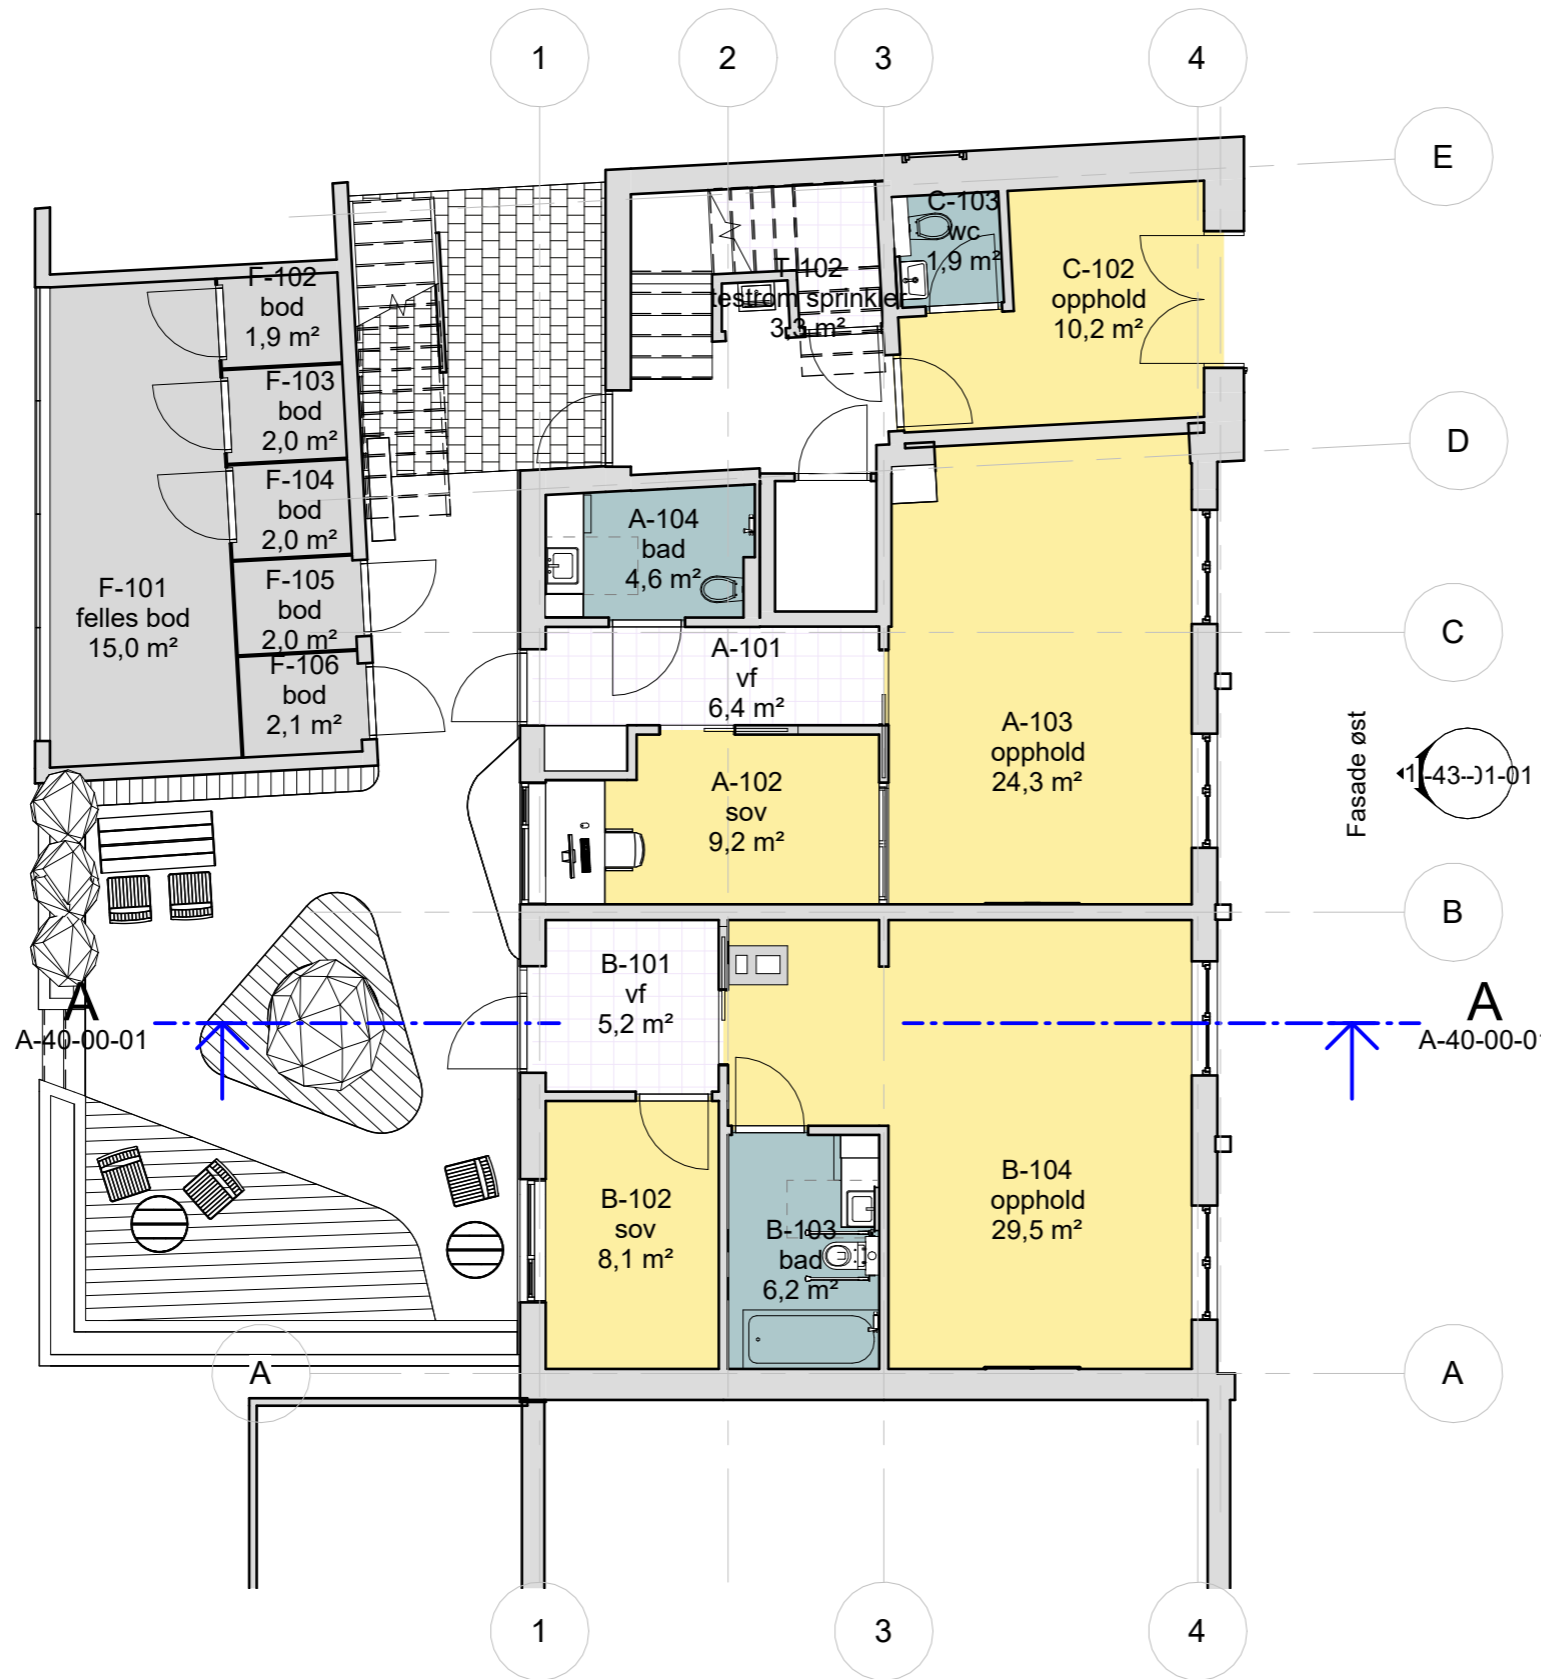 1
2
3
4
E
C-103
wc
1,9 m²
C-102
opphold
10,2 m²
T-102
testrom sprinkler
3,3 m²
F-102
bod
1,9 m²
F-103
bod
2,0 m²
F-104
bod
2,0 m²
F-105
bod
2,0 m²
F-106
bod
2,1 m²
F-101
felles bod
15,0 m²
D
A-104
bad
4,6 m²
C
A-101
vf
6,4 m²
A-103
opphold
24,3 m²
A-102
sov
9,2 m²
Fasade øst
B
B-101
vf
5,2 m²
A
A-40-00-01
A
A-40-00-01
B-104
opphold
29,5 m²
B-102
sov
8,1 m²
B-103
bad
6,2 m²
A
A
1
3
4